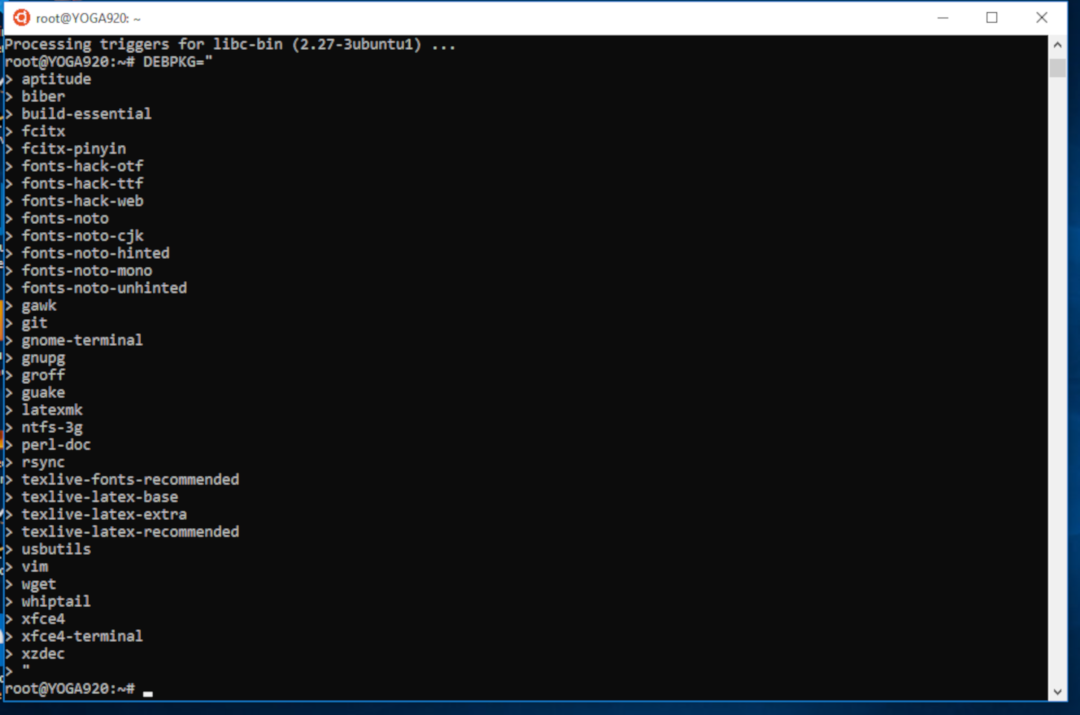 root@YOGA920: ~
Processing triggers for libc-bin (2.27-3ubuntu1) ...
root@YOGA920:~# DEBPKG="
> aptitude
> biber
> build-essential
> fcitx
> fcitx-pinyin
> fonts-hack-otf
> fonts-hack-ttf
> fonts-hack-web
> fonts-noto
> fonts-noto-cjk
> fonts-noto-hinted
> fonts-noto-mono
> fonts-noto-unhinted
> gawk
> git
> gnome-terminal
> gnupg
> groff
> guake
> latexmk
> ntfs-3g
> perl-doc
> rsync
> texlive-fonts-recommended
> texlive-latex-base
> texlive-latex-extra
> texlive-latex-recommended
> usbutils
> vim
> wget
> whiptail
> xfce4
> xfce4-terminal
> xzdec
> "
root@YOGA920:~#